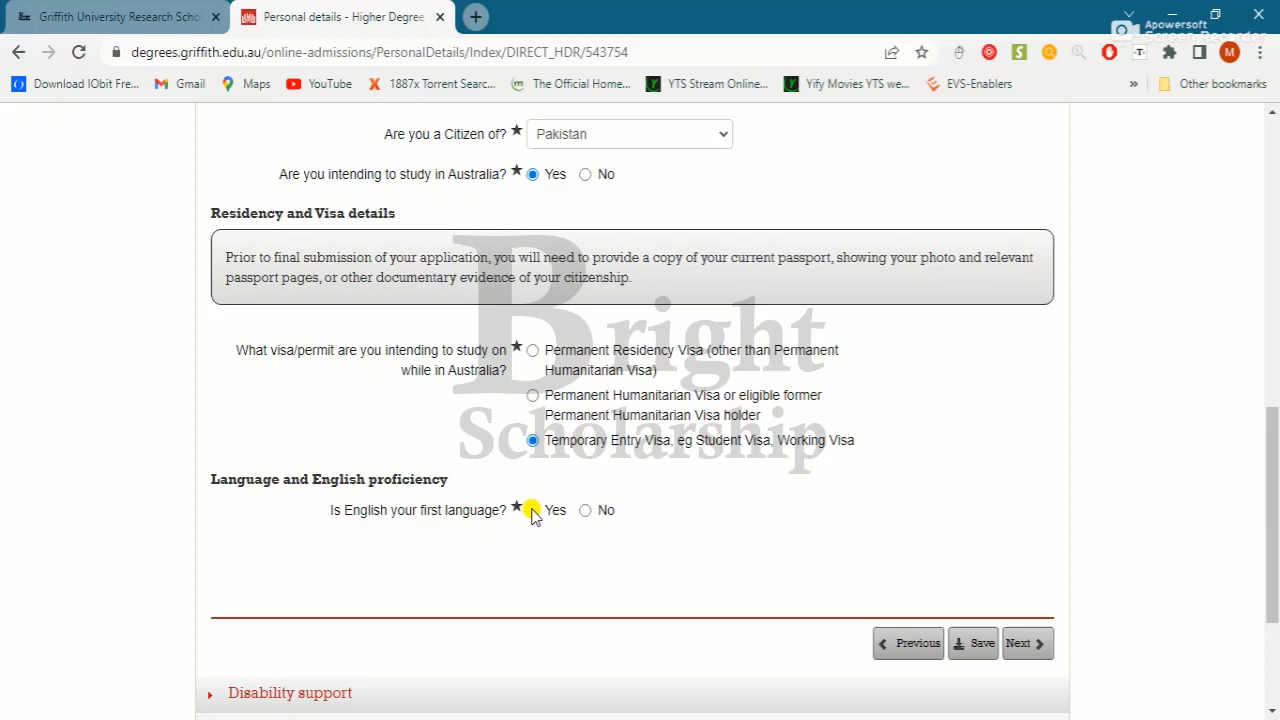 Griffith University Research Scho
Personal details - Higher Degree
Apowersoft
Screen Recorder
degrees.griffith.edu.au/online-admissions/PersonalDetails/Index/DIRECT_HDR/543754
M
Download IObit Fre...
Gmail
Maps
YouTube
1887x Torrent Searc...
The Official Home...
YTS Stream Online...
Yify Movies YTS we...
EVS-Enablers
»
Other bookmarks
Are you a Citizen of? ★ Pakistan
Are you intending to study in Australia? ★ Yes No
Residency and Visa details
Prior to final submission of your application, you will need to provide a copy of your current passport, showing your photo and relevant
passport pages, or other documentary evidence of your citizenship.
Bright
Scholarship
What visa/permit are you intending to study on ★ Permanent Residency Visa (other than Permanent
while in Australia? Humanitarian Visa)
Permanent Humanitarian Visa or eligible former
Permanent Humanitarian Visa holder
Temporary Entry Visa, eg Student Visa, Working Visa
Language and English proficiency
Is English your first language? ★ Yes No
Previous Save Next
Disability support